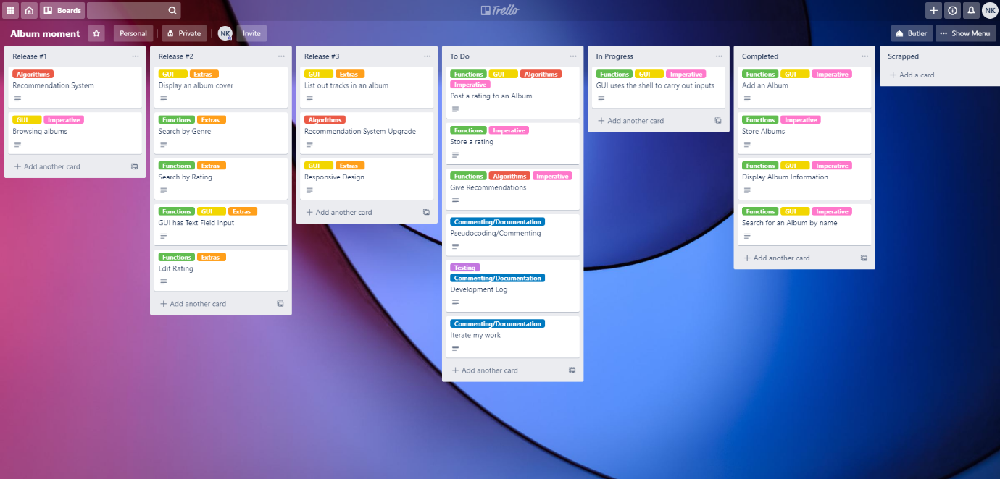 Boards
Trello
NK
Album moment
Personal
Private
NK
Invite
Butler
Show Menu
Release #1
Algorithms
Recommendation System
GUI Imperative
Browsing albums
Add another card
Release #2
GUI Extras
Display an album cover
Functions Extras
Search by Genre
Functions Extras
Search by Rating
Functions GUI Extras
GUI has Text Field input
Functions Extras
Edit Rating
Add another card
Release #3
GUI Extras
List out tracks in an album
Algorithms
Recommendation System Upgrade
GUI Extras
Responsive Design
Add another card
To Do
Functions GUI Algorithms
Imperative
Post a rating to an Album
Functions Imperative
Store a rating
Functions Algorithms Imperative
Give Recommendations
Commenting/Documentation
Pseudocoding/Commenting
Testing
Commenting/Documentation
Development Log
Commenting/Documentation
Iterate my work
Add another card
In Progress
Functions GUI Imperative
GUI uses the shell to carry out inputs
Add another card
Completed
Functions GUI Imperative
Add an Album
Functions Imperative
Store Albums
Functions GUI Imperative
Display Album Information
Functions GUI Imperative
Search for an Album by name
Add another card
Scrapped
Add a card